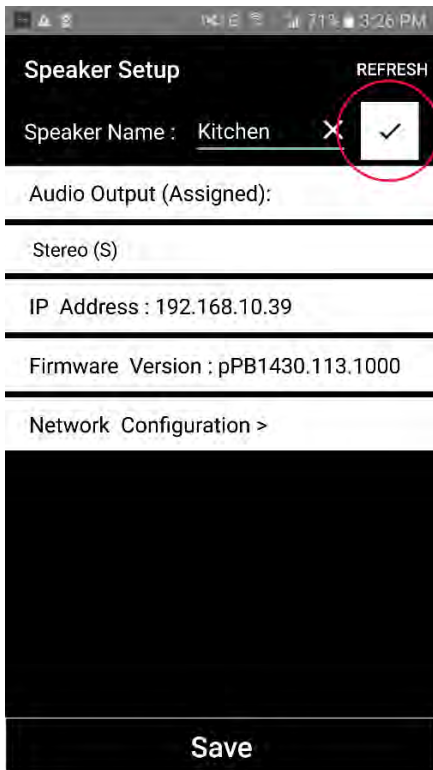 71% 3:26 PM
Speaker Setup REFRESH
Speaker Name : Kitchen
Audio Output (Assigned):
Stereo (S)
IP Address : 192.168.10.39
Firmware Version : pPB1430.113.1000
Network Configuration >
Save